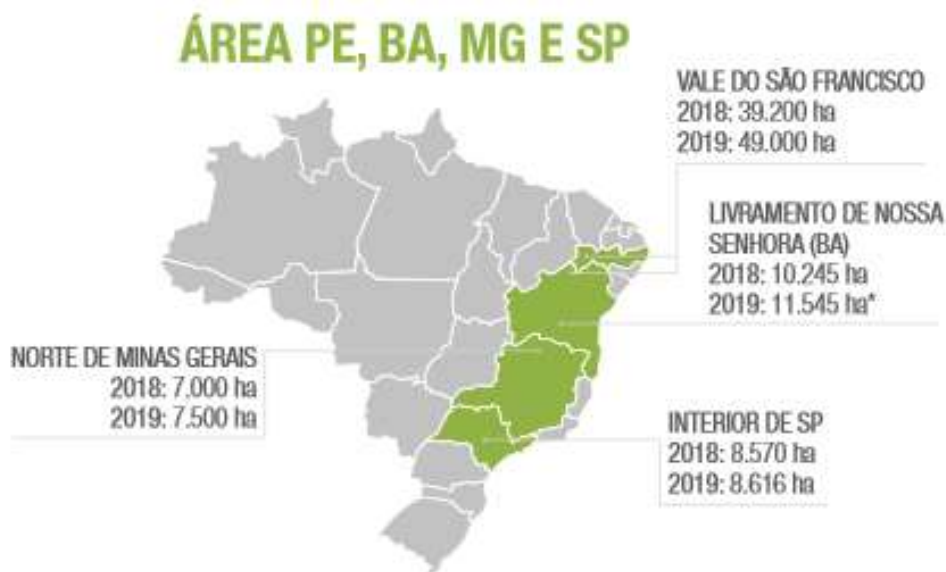 ÁREA PE, BA, MG E SP
VALE DO SÃO FRANCISCO
2018: 39.200 ha
2019: 49.000 ha
LIVRAMENTO DE NOSSA
SENHORA (BA)
2018: 10.245 ha
2019: 11.545 ha*
NORTE DE MINAS GERAIS
2018: 7.000 ha
2019: 7.500 ha
INTERIOR DE SP
2018: 8.570 ha
2019: 8.616 ha